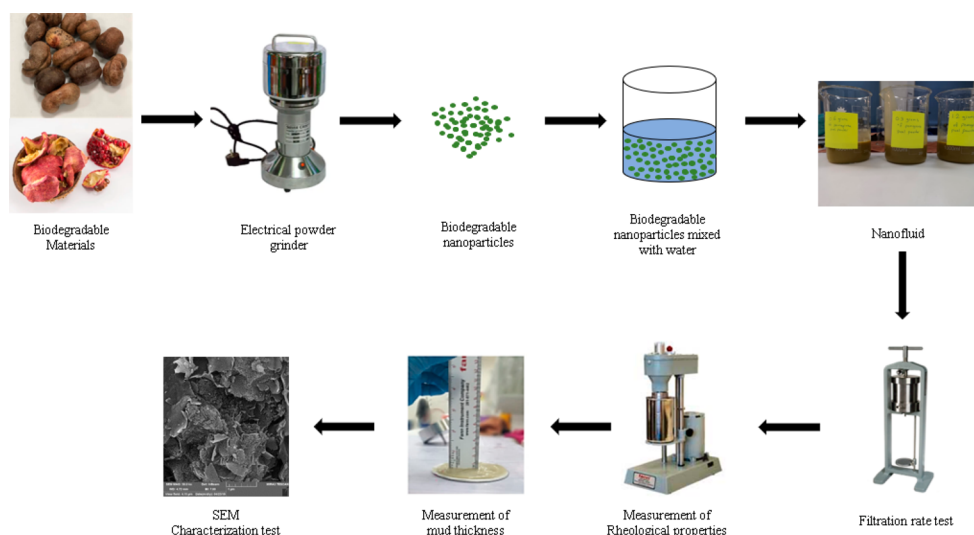 Biodegradable
Materials
Electrical powder
grinder
Biodegradable
nanoparticles
Biodegradable
nanoparticles mixed
with water
Nanofluid
SEM
Characterization test
Measurement of
mud thickness
Measurement of
Rheological properties
Filtration rate test